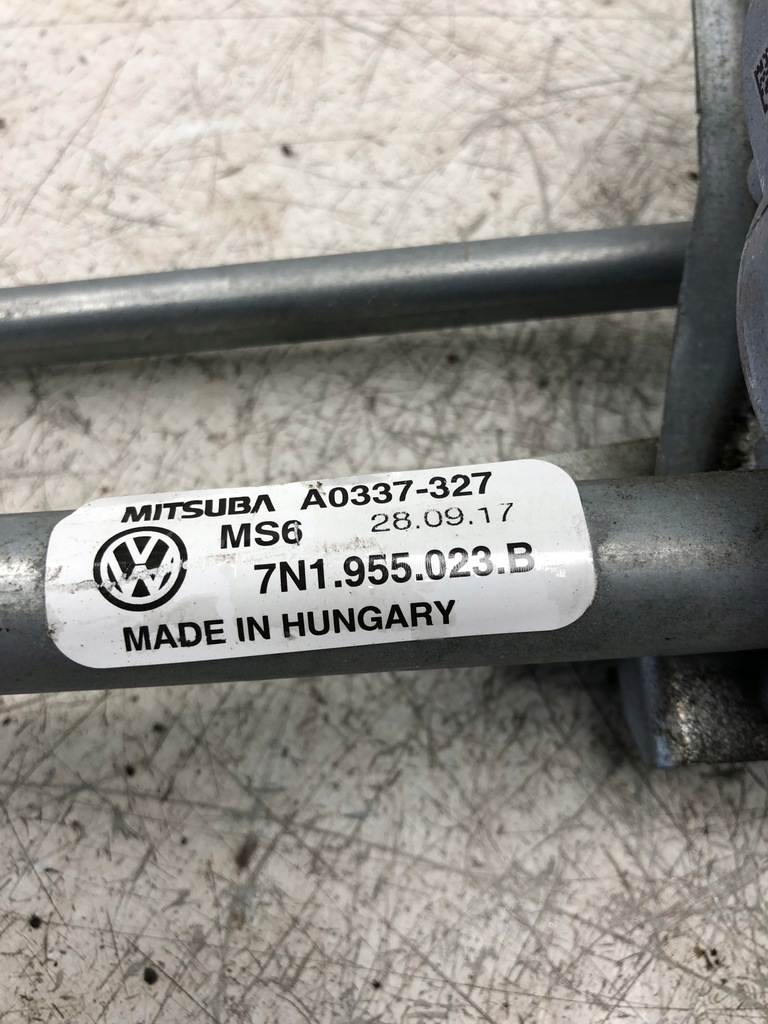 MITSUBA A0337-327
MS6 28.09.17
7N1.955.023.B
MADE IN HUNGARY